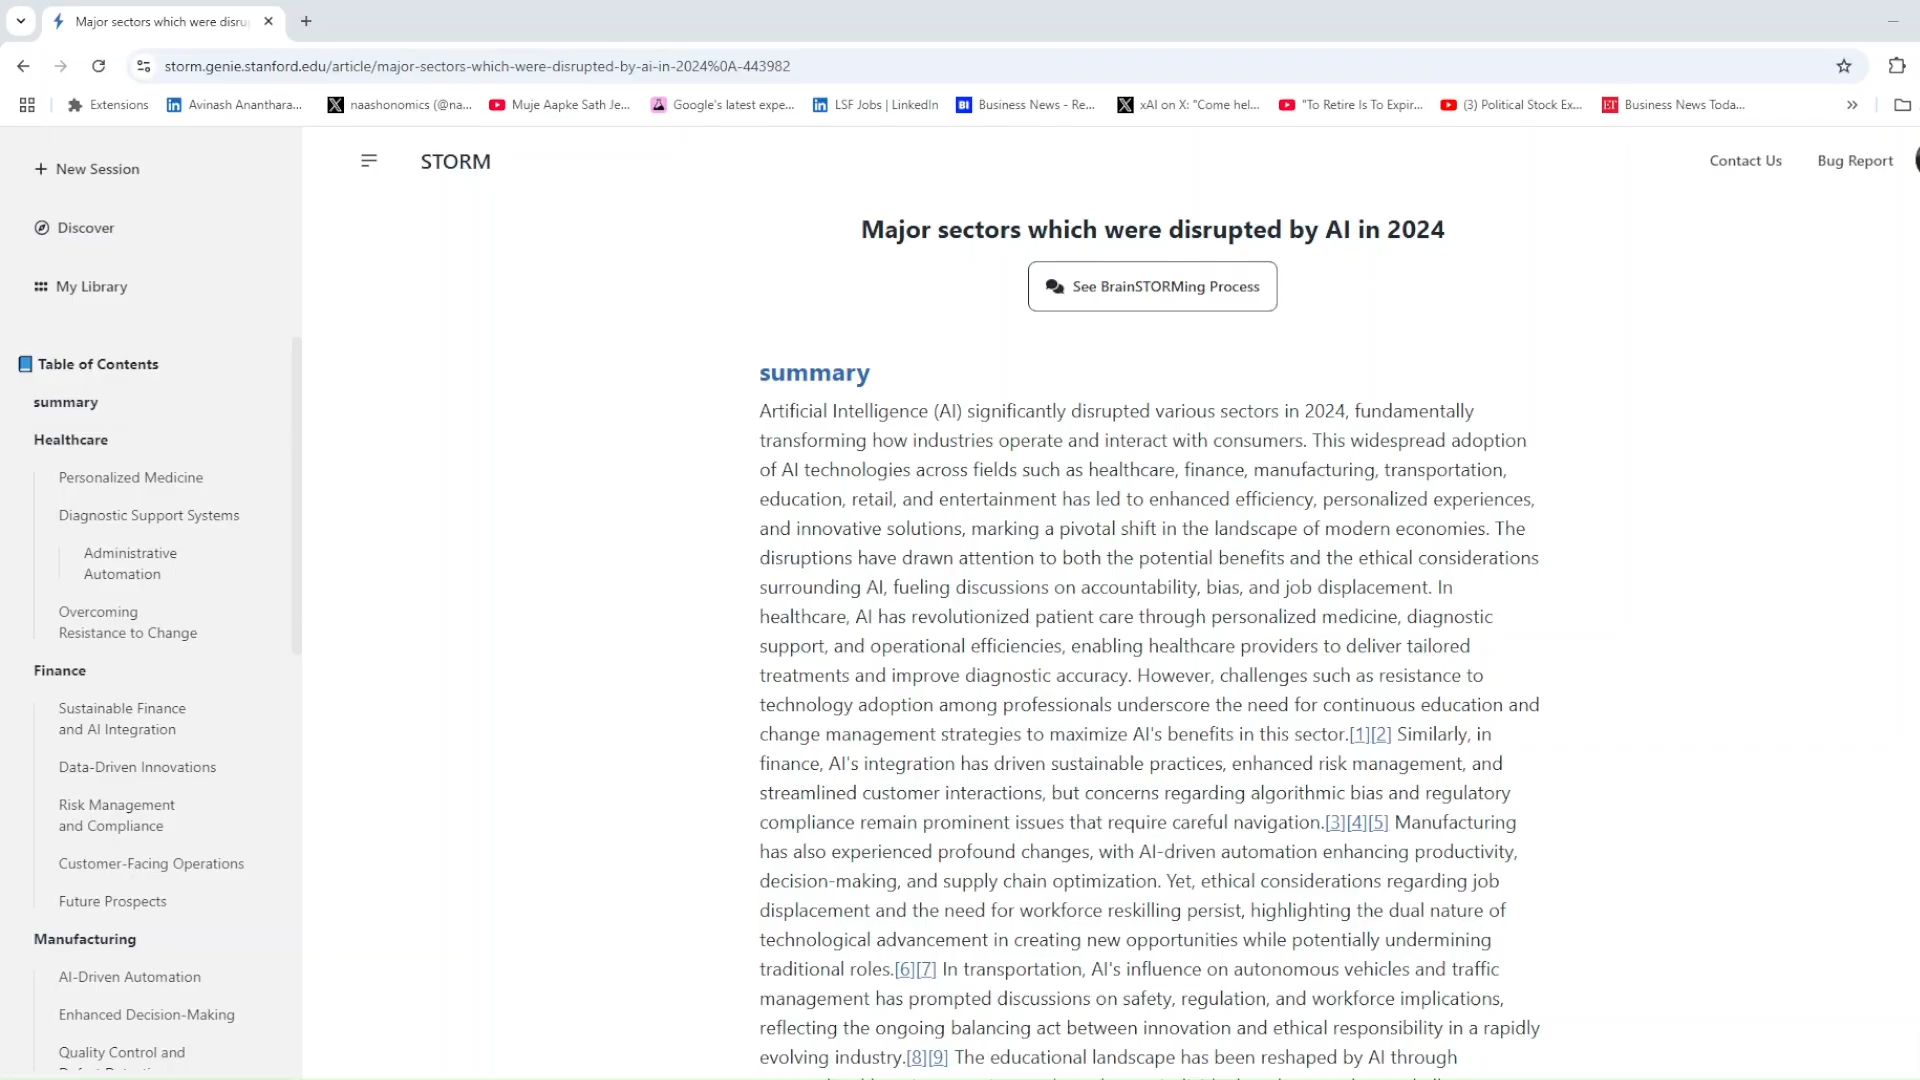 Major sectors which were disru
storm.genie.stanford.edu/article/major-sectors-which-were-disrupted-by-ai-in-2024%0A-443982
Extensions
Avinash Ananthara...
naashonomics (@na...
Muje Aapke Sath Je...
Google's latest expe...
LSF Jobs | LinkedIn
Business News - Re...
xAI on X: "Come hel...
"To Retire Is To Expir...
(3) Political Stock Ex...
Business News Toda...
New Session
Discover
My Library
Table of Contents
summary
Healthcare
Personalized Medicine
Diagnostic Support Systems
Administrative
Automation
Overcoming
Resistance to Change
Finance
Sustainable Finance
and AI Integration
Data-Driven Innovations
Risk Management
and Compliance
Customer-Facing Operations
Future Prospects
Manufacturing
AI-Driven Automation
Enhanced Decision-Making
Quality Control and
STORM
Contact Us
Bug Report
Major sectors which were disrupted by AI in 2024
See BrainSTORMing Process
summary
Artificial Intelligence (AI) significantly disrupted various sectors in 2024, fundamentally
transforming how industries operate and interact with consumers. This widespread adoption
of AI technologies across fields such as healthcare, finance, manufacturing, transportation,
education, retail, and entertainment has led to enhanced efficiency, personalized experiences,
and innovative solutions, marking a pivotal shift in the landscape of modern economies. The
disruptions have drawn attention to both the potential benefits and the ethical considerations
surrounding AI, fueling discussions on accountability, bias, and job displacement. In
healthcare, AI has revolutionized patient care through personalized medicine, diagnostic
support, and operational efficiencies, enabling healthcare providers to deliver tailored
treatments and improve diagnostic accuracy. However, challenges such as resistance to
technology adoption among professionals underscore the need for continuous education and
change management strategies to maximize AI's benefits in this sector.[1][2] Similarly, in
finance, AI's integration has driven sustainable practices, enhanced risk management, and
streamlined customer interactions, but concerns regarding algorithmic bias and regulatory
compliance remain prominent issues that require careful navigation.[3][4][5] Manufacturing
has also experienced profound changes, with AI-driven automation enhancing productivity,
decision-making, and supply chain optimization. Yet, ethical considerations regarding job
displacement and the need for workforce reskilling persist, highlighting the dual nature of
technological advancement in creating new opportunities while potentially undermining
traditional roles.[6][7] In transportation, AI's influence on autonomous vehicles and traffic
management has prompted discussions on safety, regulation, and workforce implications,
reflecting the ongoing balancing act between innovation and ethical responsibility in a rapidly
evolving industry.[8][9] The educational landscape has been reshaped by AI through